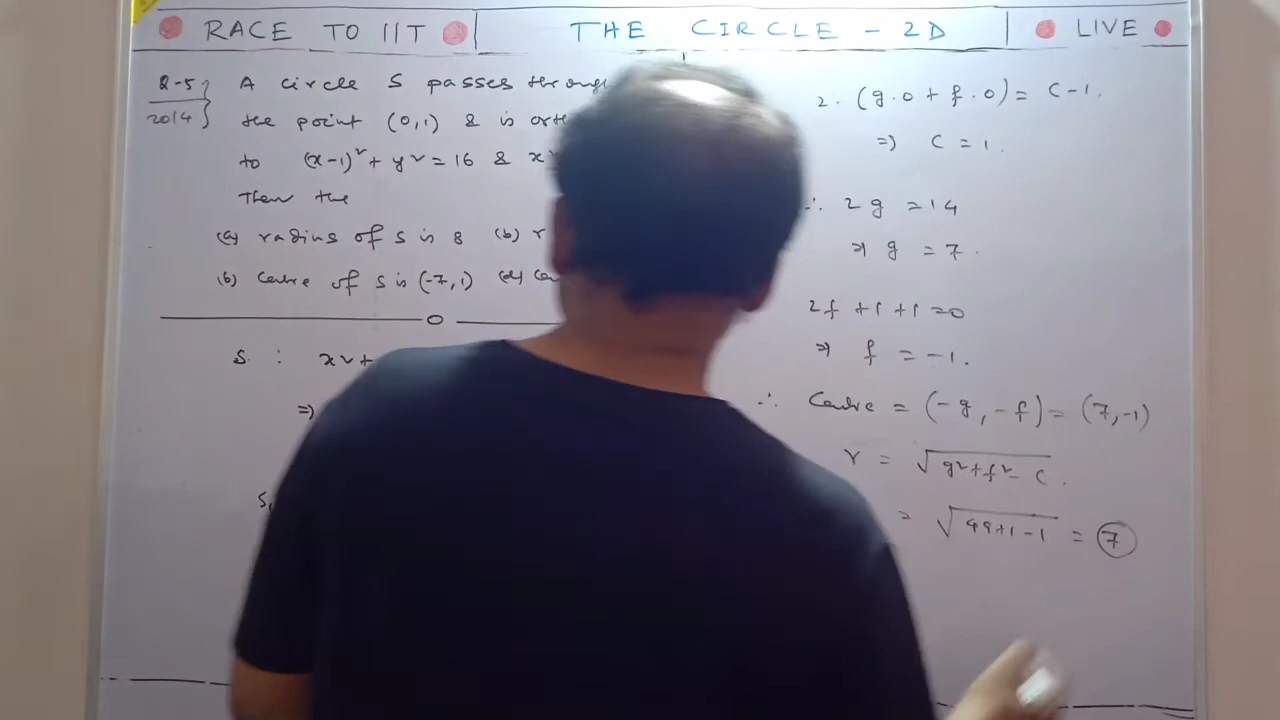 RACE TO IIT THE CIRCLE - 2D LIVE
Q-5 A circle S passes through
2014 the point (0,1) & is orth
to (x-1)² + y² = 16 & x²
Then the
(a) radius of S is 8 (b) r
(b) Centre of S is (-7,1) (d) Cen
S : x² +
=>
S₁
2. (g.0 + f.0) = C-1.
=> C = 1.
∴ 2g = 14
=> g = 7.
2f + 1 + 1 = 0
=> f = -1.
∴ Centre = (-g, -f) = (7,-1)
r = √g²+f²-C.
= √49+1-1 = 7